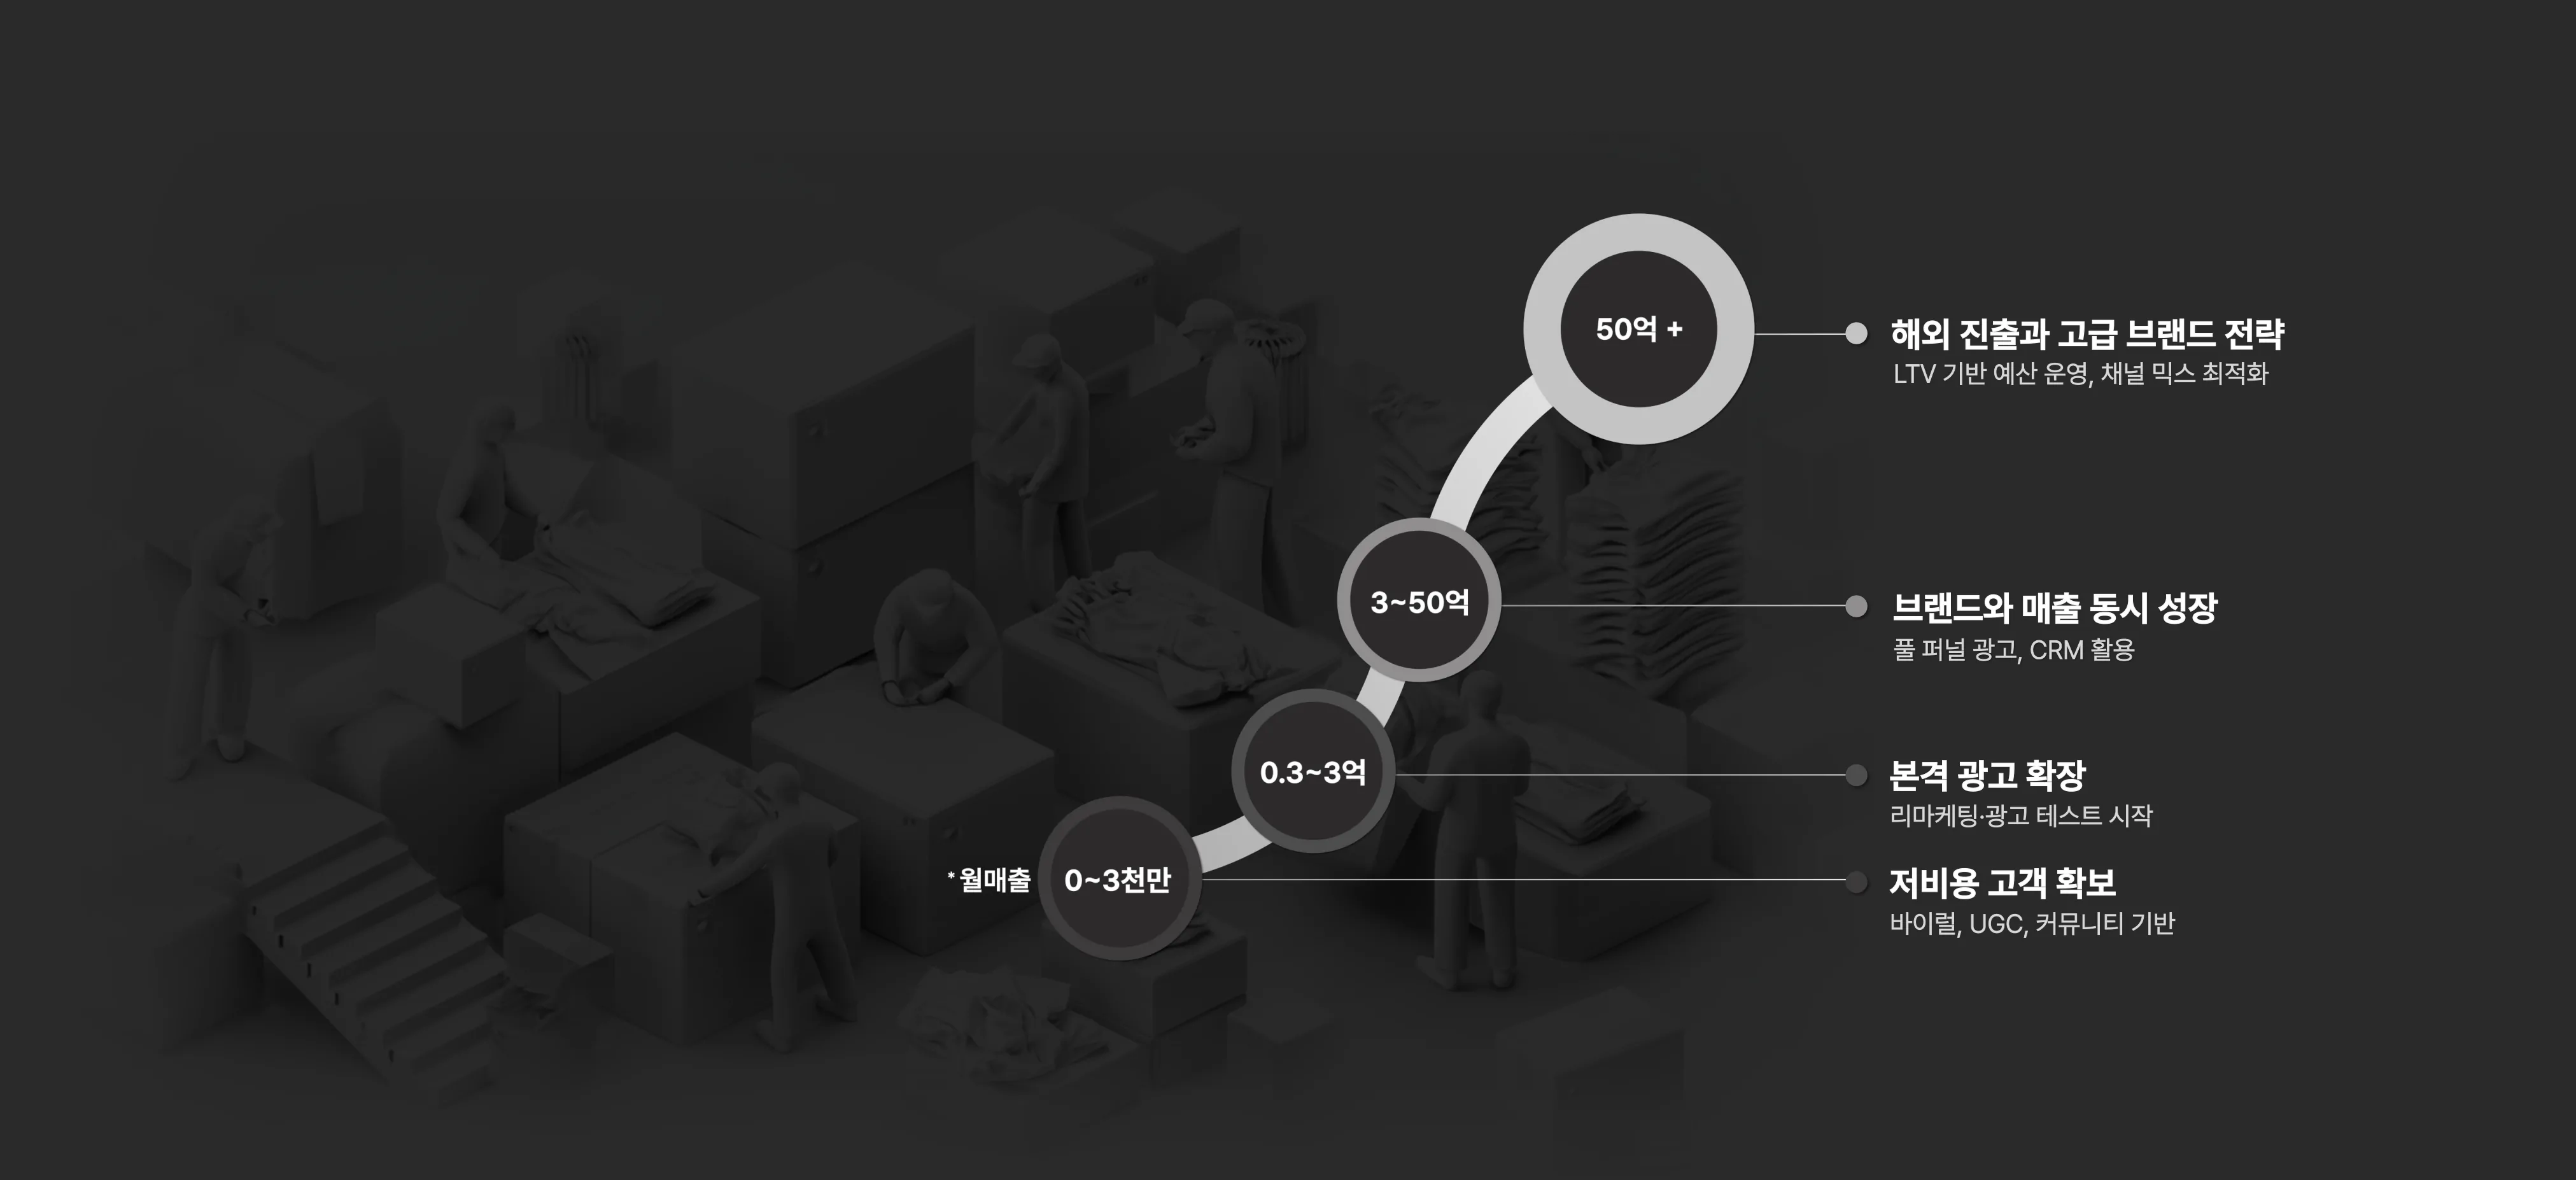 50억 +
해외 진출과 고급 브랜드 전략
LTV 기반 예산 운영, 채널 믹스 최적화
3~50억
브랜드와 매출 동시 성장
풀 퍼널 광고, CRM 활용
0.3~3억
본격 광고 확장
리마케팅·광고 테스트 시작
*월매출
0~3천만
저비용 고객 확보
바이럴, UGC, 커뮤니티 기반